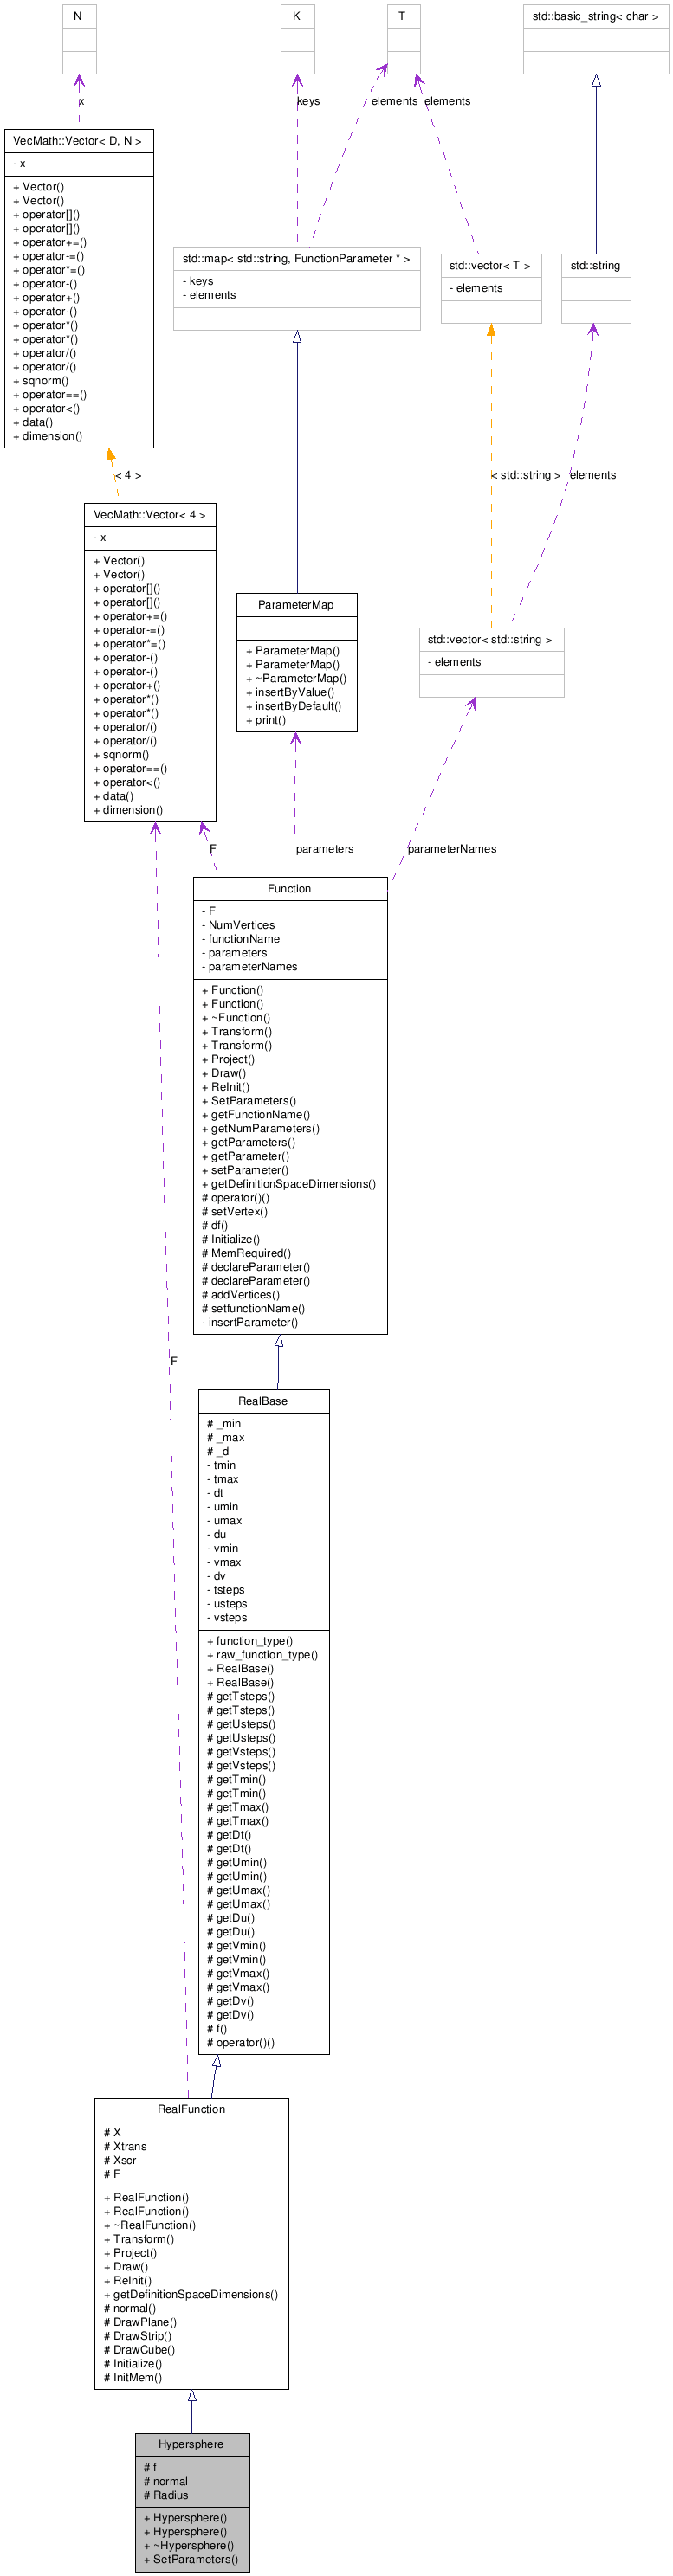 N
K
T
std::basic_string< char >
x
keys
elements
elements
VecMath::Vector< D, N >
- x
+ Vector()
+ Vector()
+ operator[]()
+ operator[]()
+ operator+=()
+ operator-=()
+ operator*=()
+ operator-()
+ operator+()
+ operator-()
+ operator*()
+ operator*()
+ operator/()
+ operator/()
+ sqnorm()
+ operator==()
+ operator<()
+ data()
+ dimension()
std::map< std::string, FunctionParameter * >
- keys
- elements
std::vector< T >
- elements
std::string
< 4 >
< std::string >
elements
VecMath::Vector< 4 >
- x
+ Vector()
+ Vector()
+ operator[]()
+ operator[]()
+ operator+=()
+ operator-=()
+ operator*=()
+ operator-()
+ operator-()
+ operator+()
+ operator*()
+ operator*()
+ operator/()
+ operator/()
+ sqnorm()
+ operator==()
+ operator<()
+ data()
+ dimension()
ParameterMap
+ ParameterMap()
+ ParameterMap()
+ ~ParameterMap()
+ insertByValue()
+ insertByDefault()
+ print()
std::vector< std::string >
- elements
F
parameters
parameterNames
Function
- F
- NumVertices
- functionName
- parameters
- parameterNames
+ Function()
+ Function()
+ ~Function()
+ Transform()
+ Transform()
+ Project()
+ Draw()
+ ReInit()
+ SetParameters()
+ getFunctionName()
+ getNumParameters()
+ getParameters()
+ getParameter()
+ setParameter()
+ getDefinitionSpaceDimensions()
# operator()()
# setVertex()
# df()
# Initialize()
# MemRequired()
# declareParameter()
# declareParameter()
# addVertices()
# setfunctionName()
- insertParameter()
F
RealBase
# _min
# _max
# _d
- tmin
- tmax
- dt
- umin
- umax
- du
- vmin
- vmax
- dv
- tsteps
- usteps
- vsteps
+ function_type()
+ raw_function_type()
+ RealBase()
+ RealBase()
# getTsteps()
# getTsteps()
# getUsteps()
# getUsteps()
# getVsteps()
# getVsteps()
# getTmin()
# getTmin()
# getTmax()
# getTmax()
# getDt()
# getDt()
# getUmin()
# getUmin()
# getUmax()
# getUmax()
# getDu()
# getDu()
# getVmin()
# getVmin()
# getVmax()
# getVmax()
# getDv()
# getDv()
# f()
# operator()()
RealFunction
# X
# Xtrans
# Xscr
# F
+ RealFunction()
+ RealFunction()
+ ~RealFunction()
+ Transform()
+ Project()
+ Draw()
+ ReInit()
+ getDefinitionSpaceDimensions()
# normal()
# DrawPlane()
# DrawStrip()
# DrawCube()
# Initialize()
# InitMem()
Hypersphere
# f
# normal
# Radius
+ Hypersphere()
+ Hypersphere()
+ ~Hypersphere()
+ SetParameters()